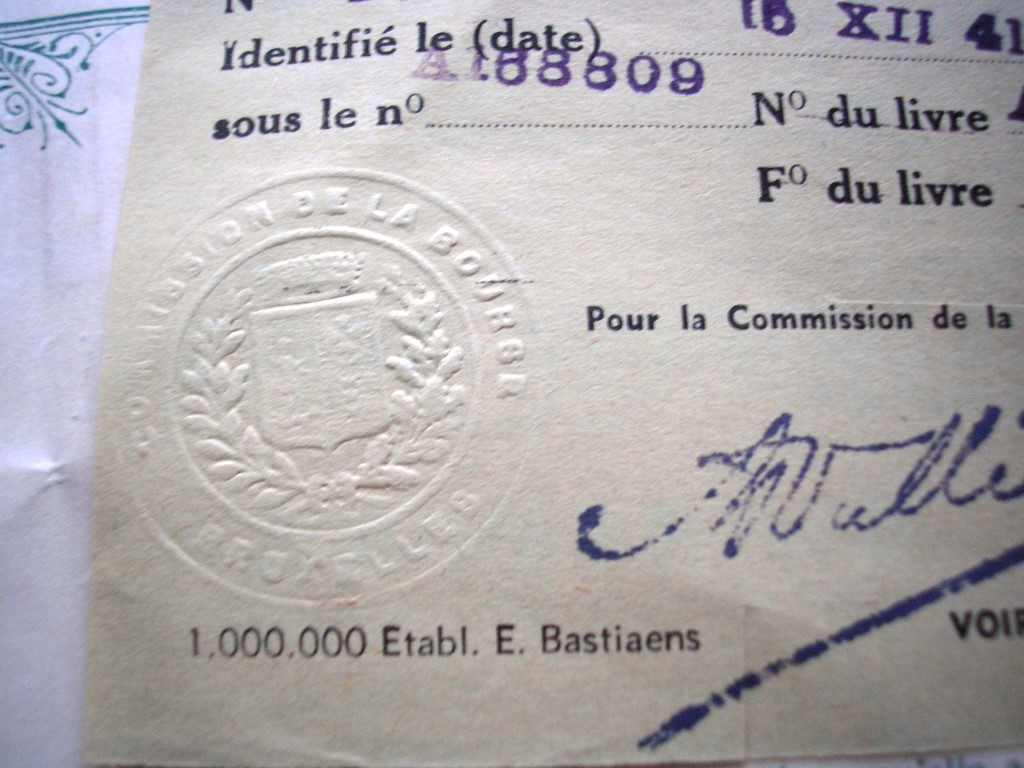 Identifié le (date) 16 XII 41
A188809
sous le nº Nº du livre
Fº du livre
COMMISSION DE LA BOURSE
BRUXELLES
Pour la Commission de la
1.000.000 Etabl. E. Bastiaens
VOIR